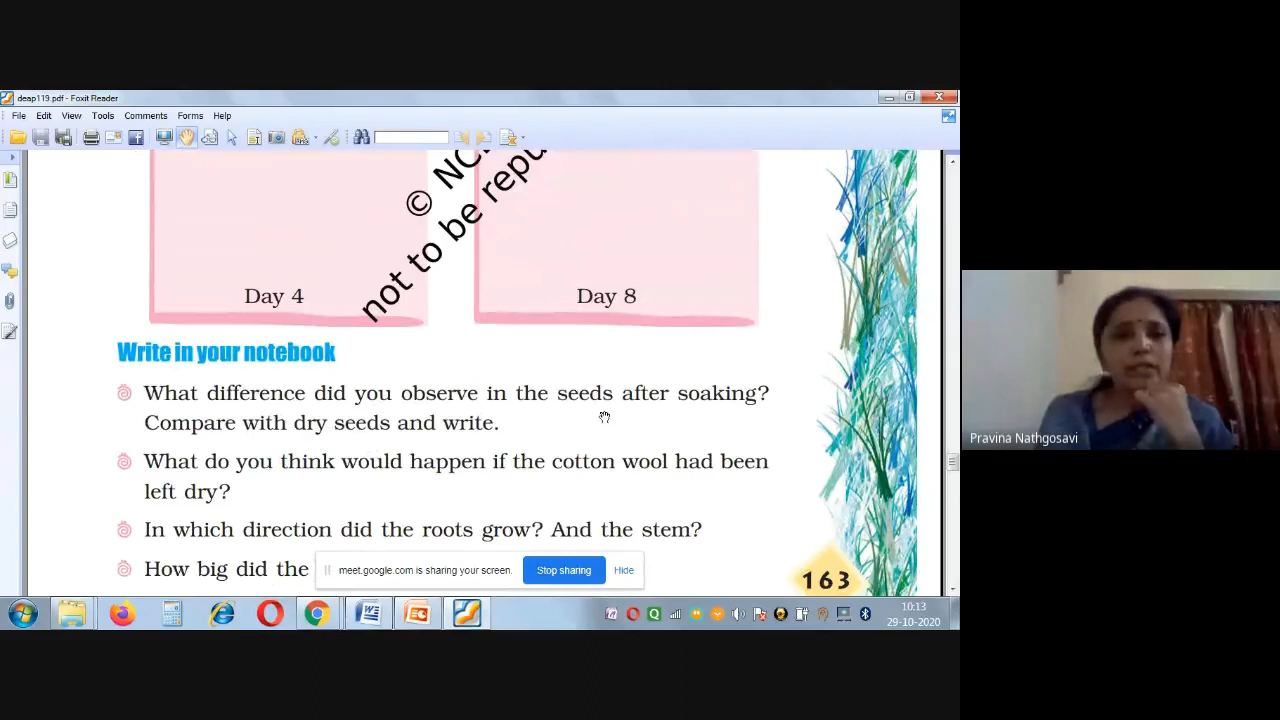 deap119.pdf - Foxit Reader
File Edit View Tools Comments Forms Help
© NC
not to be repu
Day 4 Day 8
Write in your notebook
What difference did you observe in the seeds after soaking?
Compare with dry seeds and write.
What do you think would happen if the cotton wool had been
left dry?
In which direction did the roots grow? And the stem?
How big did the
meet.google.com is sharing your screen. Stop sharing Hide
163
10:13
29-10-2020
Pravina Nathgosavi